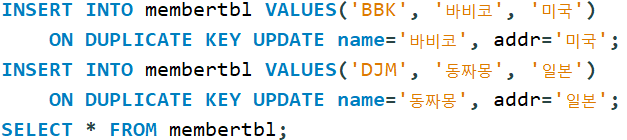 INSERT INTO membertbl VALUES('BBK', '바비코', '미국')
ON DUPLICATE KEY UPDATE name='바비코', addr='미국';
INSERT INTO membertbl VALUES('DJM', '동짜몽', '일본')
ON DUPLICATE KEY UPDATE name='동짜몽', addr='일본';
SELECT * FROM membertbl;